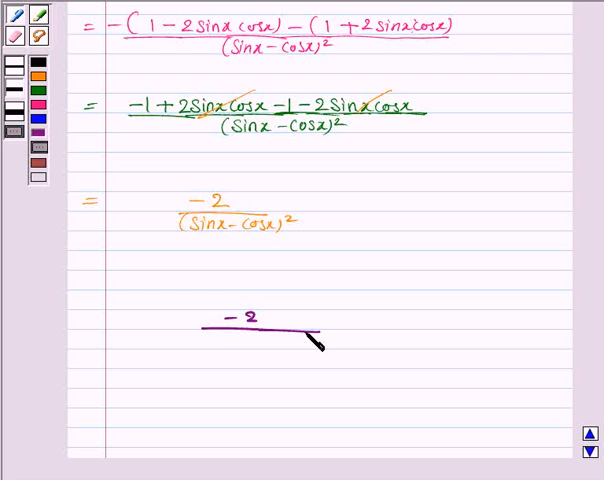 = -(1-2Sinx cosx) - (1+2Sinx cosx)
(Sinx - Cosx)²
= -1+2Sinx Cosx -1-2Sinx Cosx
(Sinx - Cosx)²
= -2
(Sinx - Cosx)²
-2